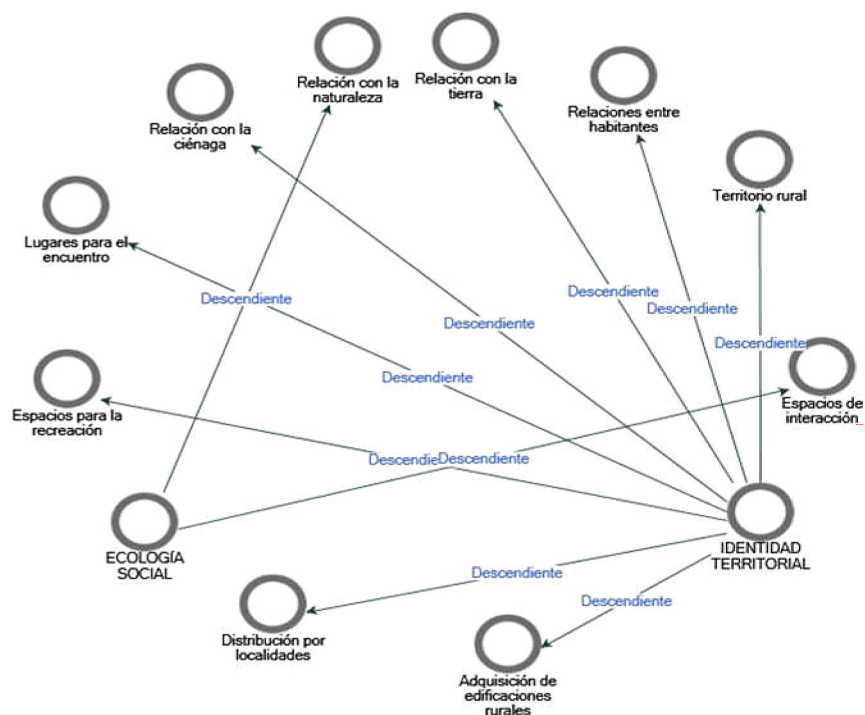 Relación con la
naturaleza
Relación con la
tierra
Relaciones entre
habitantes
Relación con la
ciénaga
Territorio rural
Lugares para el
encuentro
Descendiente
Descendiente
Descendiente
Descendiente
Descendiente
Descendiente
Espacios para la
recreación
Espacios de
interacción
Descendie
Descendiente
ECOLOGÍA
SOCIAL
IDENTIDAD
TERRITORIAL
Descendiente
Descendiente
Distribución por
localidades
Adquisición de
edificaciones
rurales